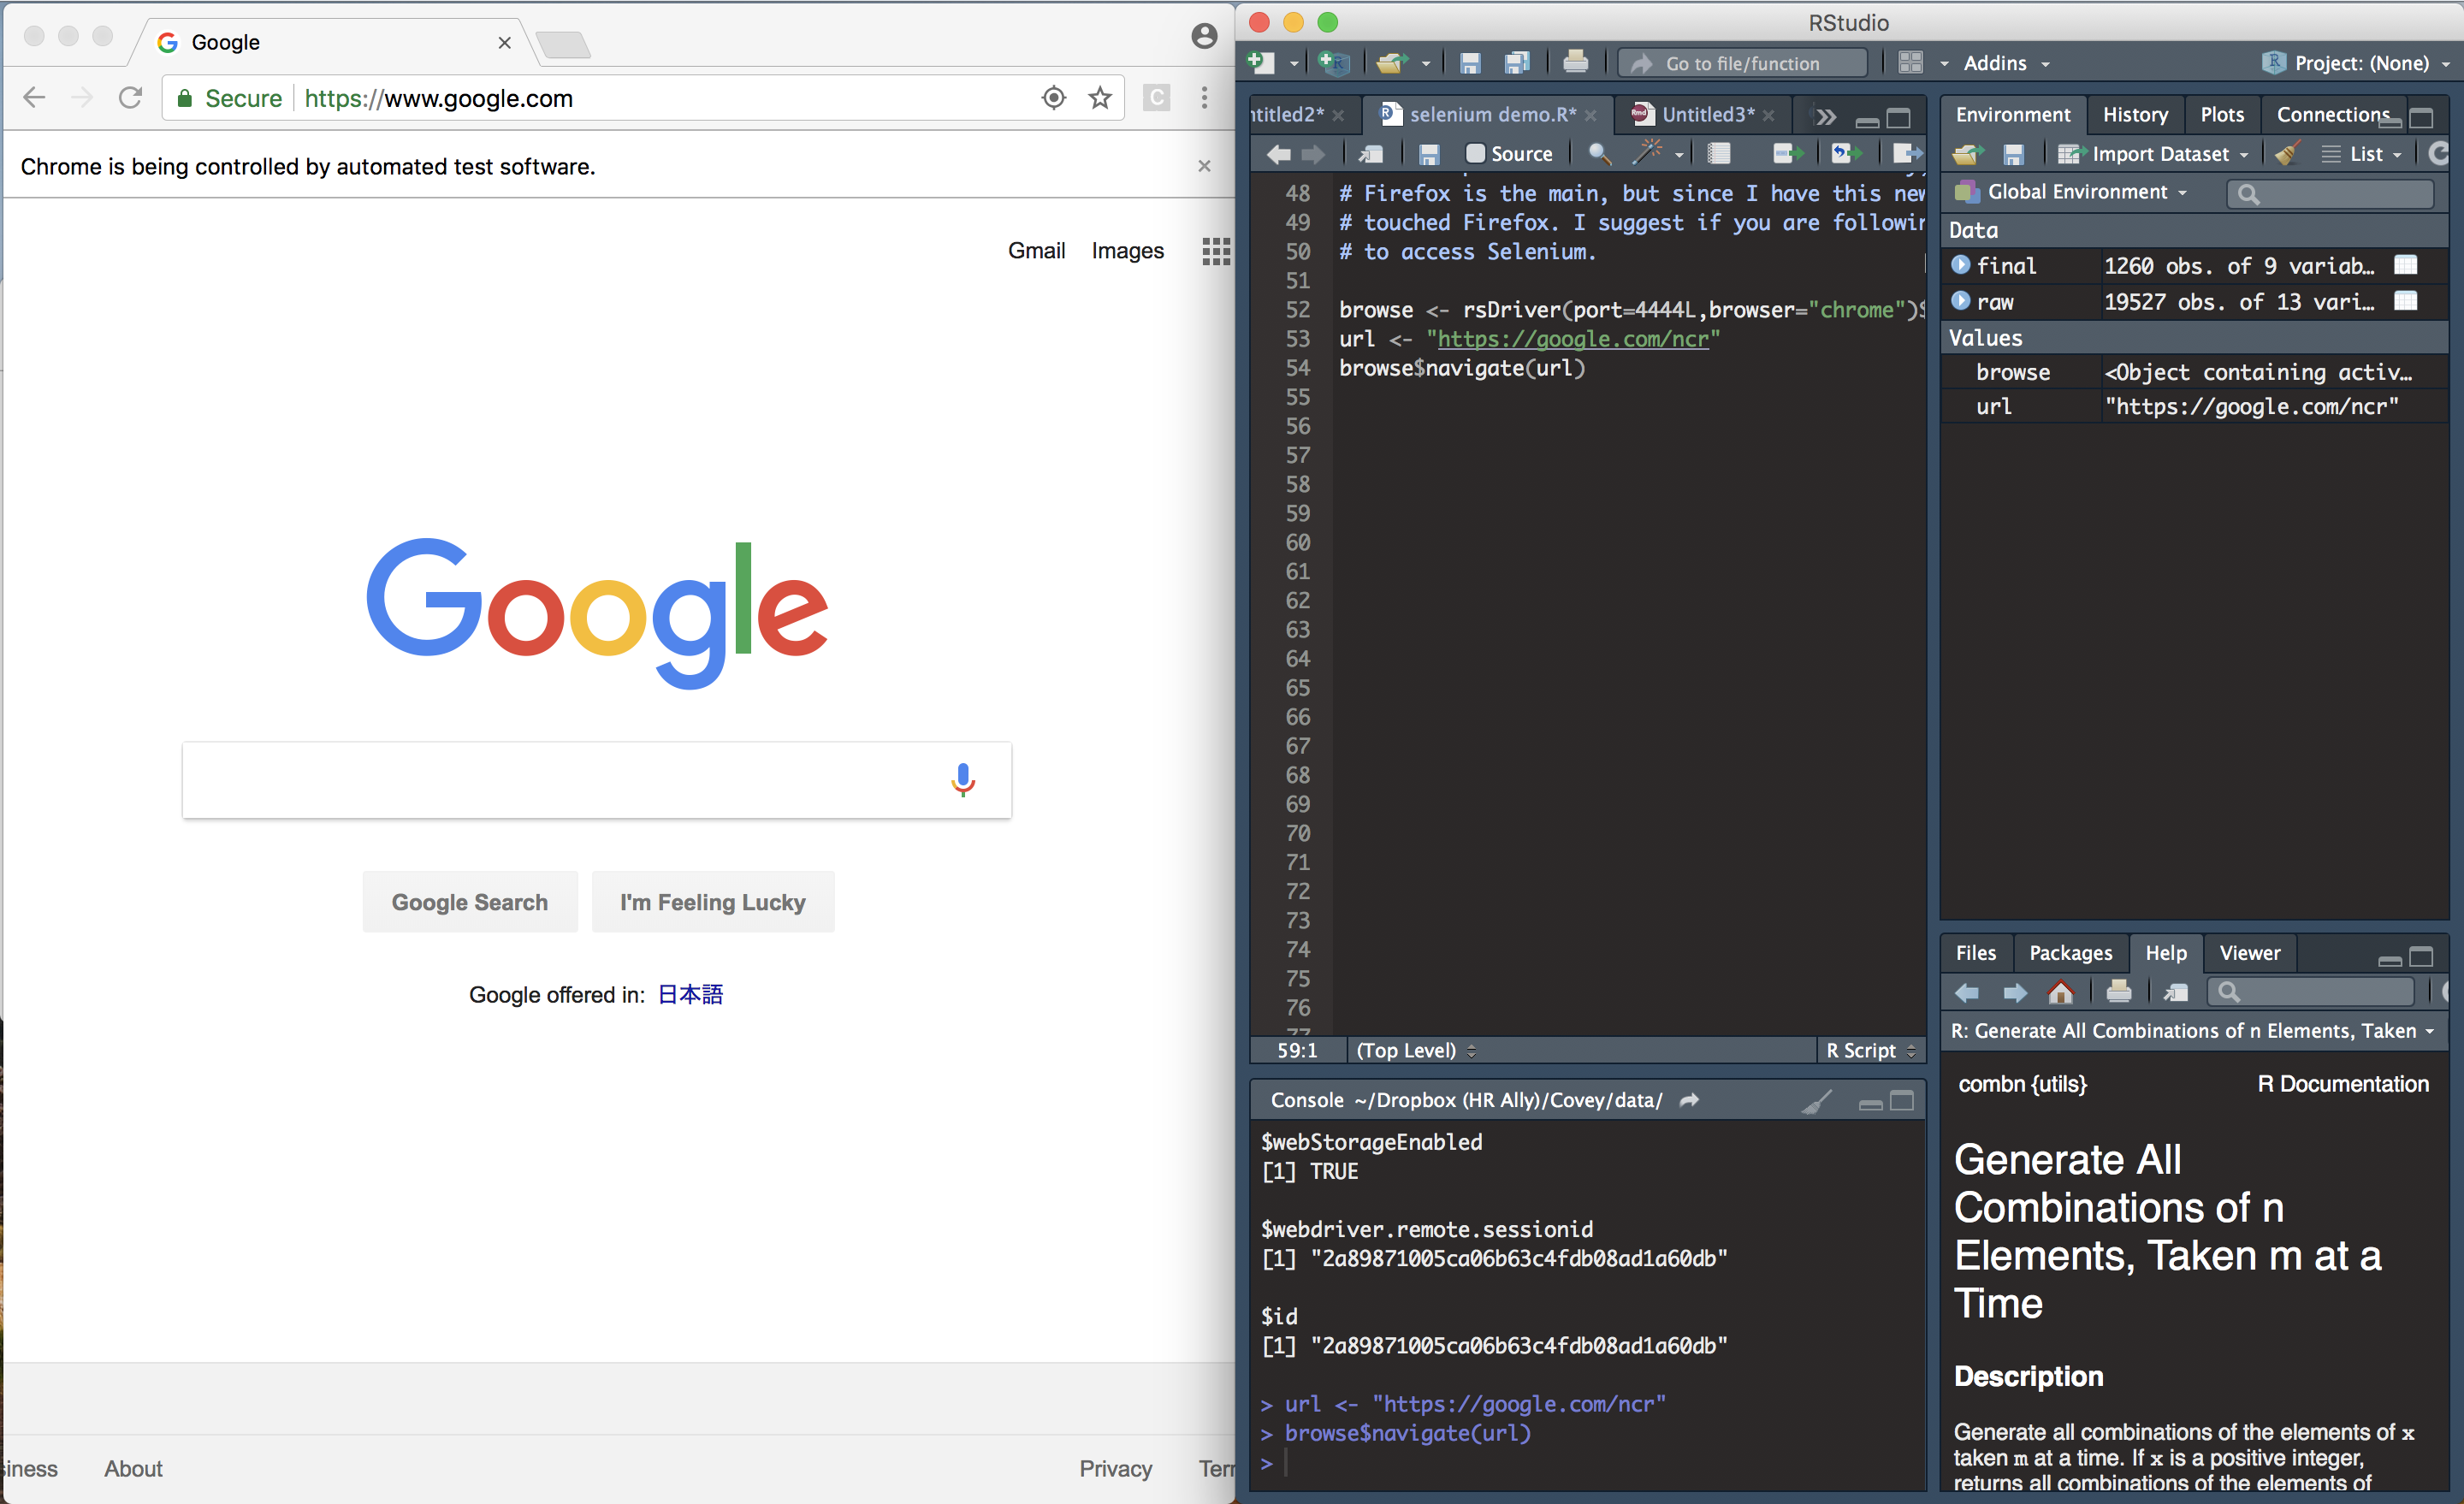 Google
Secure https://www.google.com
C
Chrome is being controlled by automated test software.
Gmail Images
Google
Google Search I'm Feeling Lucky
Google offered in: 日本語
About Privacy
RStudio
Go to file/function Addins Project: (None)
selenium demo.R* Untitled3*
Source
48 # Firefox is the main, but since I have this new
49 # touched Firefox. I suggest if you are
50 # to access Selenium.
51
52 browse <- rsDriver(port=4444L,browser="chrome")$
53 url <- "https://google.com/ncr"
54 browse$navigate(url)
55
56
57
58
59
60
61
62
63
64
65
66
67
68
69
70
71
72
73
74
75
76
77
59:1 (Top Level) R Script
Console ~/Dropbox (HR Ally)/Covey/data/
$webStorageEnabled
[1] TRUE
$webdriver.remote.sessionid
[1] "2a89871005ca06b63c4fdb08ad1a60db"
$id
[1] "2a89871005ca06b63c4fdb08ad1a60db"
> url <- "https://google.com/ncr"
> browse$navigate(url)
>
Environment History Plots Connections
Import Dataset List
Global Environment
Data
final 1260 obs. of 9 variab…
raw 19527 obs. of 13 vari…
Values
browse <Object containing activ…
url "https://google.com/ncr"
Files Packages Help Viewer
R: Generate All Combinations of n Elements, Taken
combn {utils} R Documentation
Generate All
Combinations of n
Elements, Taken m at a
Time
Description
Generate all combinations of the elements of x
taken m at a time. If x is a positive integer,
returns all combinations of the elements of